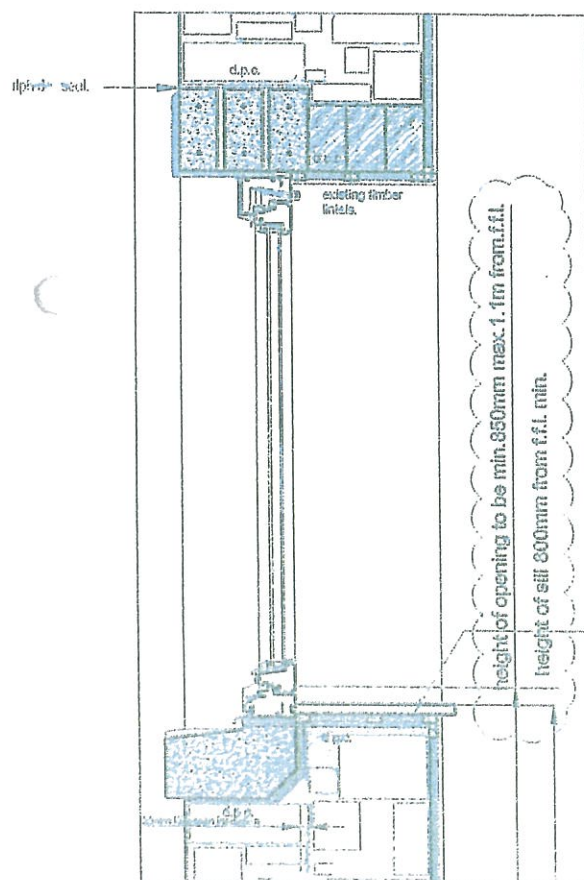 d.p.c.
seal.
existing timber
lintels.
height of opening to be min.850mm max.1.1m from.f.f.l.
height of sill 800mm from f.f.l. min.
d.p.c.
d.p.c.